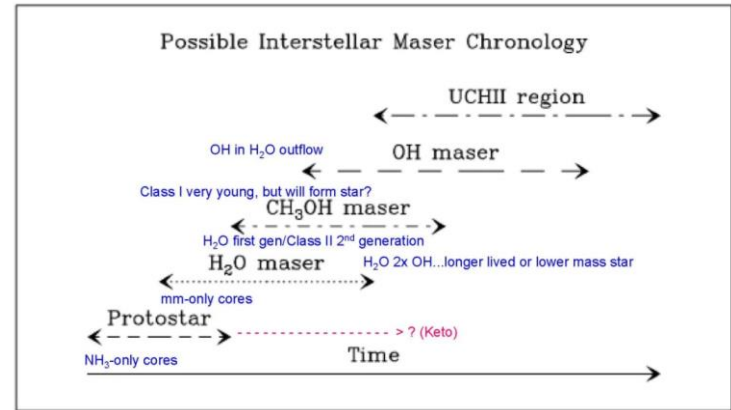 Possible Interstellar Maser Chronology
UCHII region
OH in H₂O outflow
OH maser
Class I very young, but will form star?
CH₃OH maser
H₂O first gen/Class II 2ⁿᵈ generation
H₂O maser
H₂O 2x OH...longer lived or lower mass star
mm-only cores
Protostar
> ? (Keto)
NH₃-only cores
Time